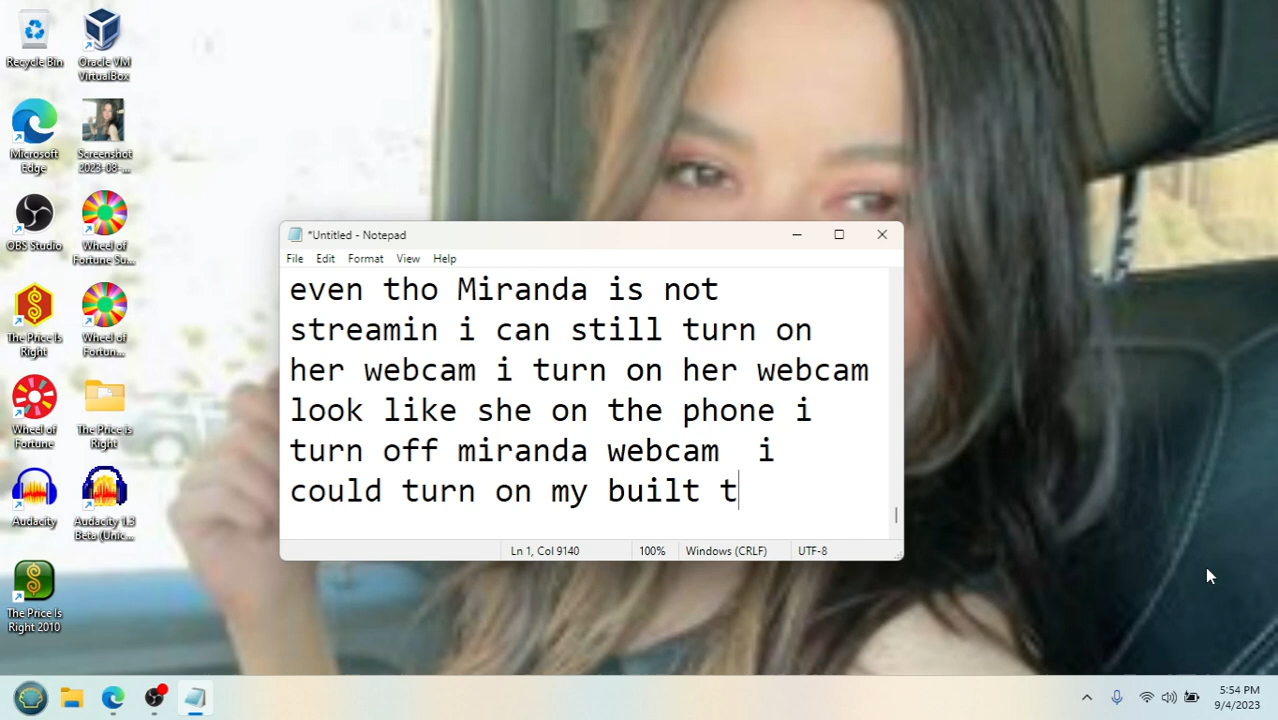 Recycle Bin
Oracle VM
VirtualBox
Microsoft
Edge
Screenshot
2023-08-...
OBS Studio
Wheel of
Fortune Su...
The Price Is
Right
Wheel of
Fortun...
Wheel of
Fortune
The Price is
Right
Audacity
Audacity 1.3
Beta (Unic...
The Price Is
Right 2010
*Untitled - Notepad
File Edit Format View Help
even tho Miranda is not
streamin i can still turn on
her webcam i turn on her webcam
look like she on the phone i
turn off miranda webcam  i
could turn on my built t
Ln 1, Col 9140 100% Windows (CRLF) UTF-8
5:54 PM
9/4/2023